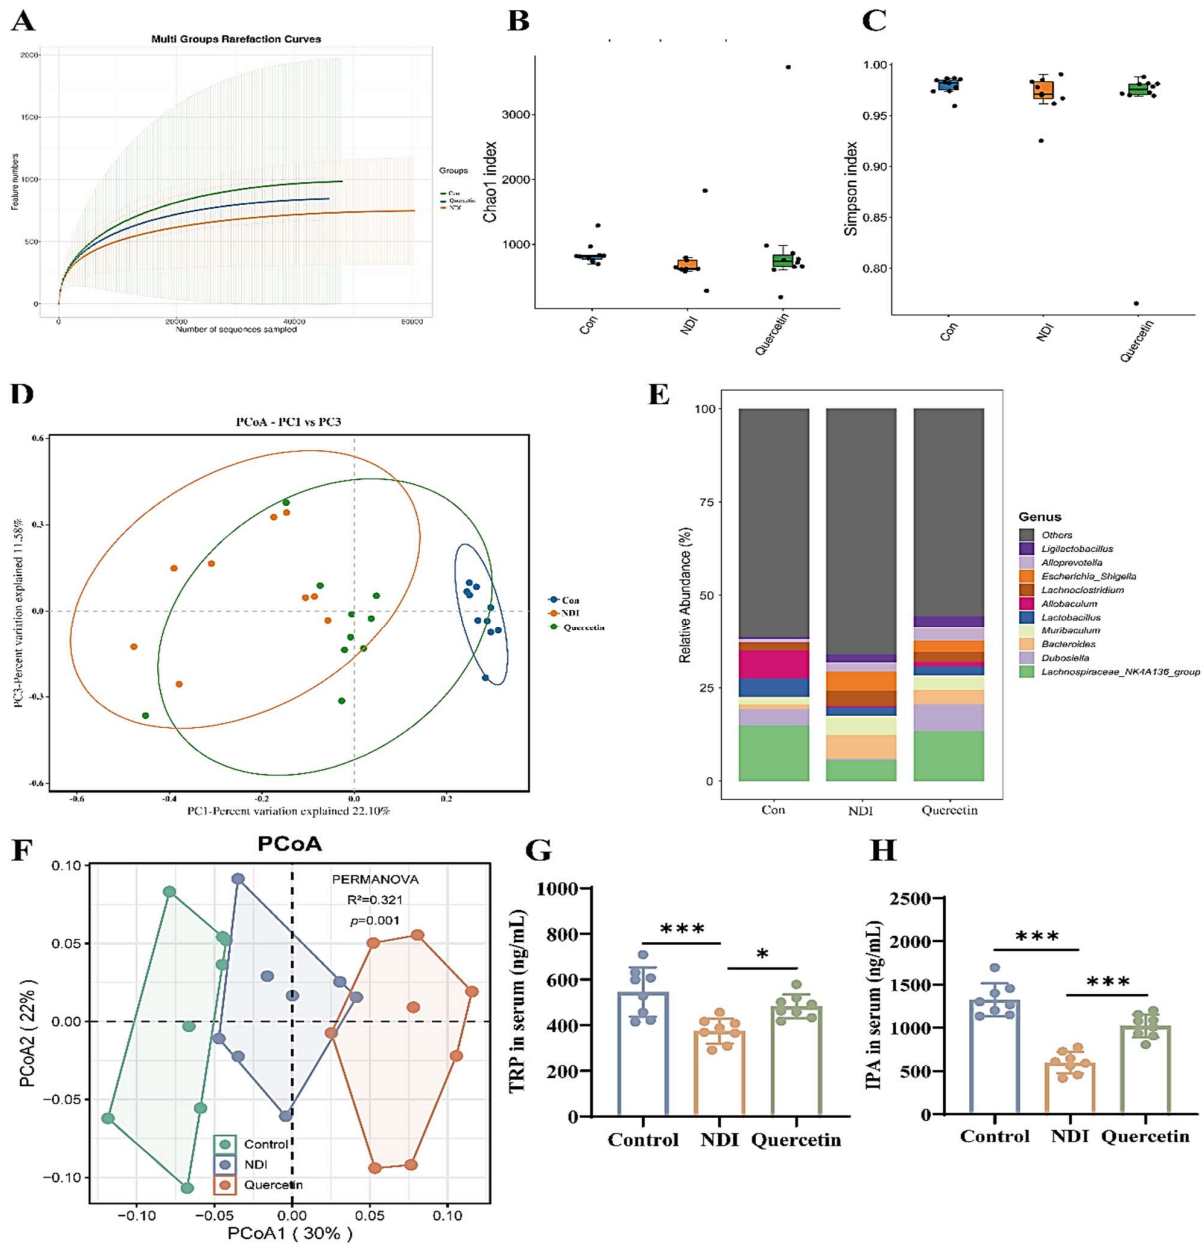 A
Multi Groups Rarefaction Curves
2000
1500
1000
500
0
Feature numbers
0
20000
40000
60000
Number of sequences sampled
Groups
Con
Quercetin
NDI
B
3000
2000
1000
Chao1 index
Con
NDI
Quercetin
C
1.00
0.95
0.90
0.85
0.80
Simpson index
Con
NDI
Quercetin
D
PCoA - PC1 vs PC3
0.6
0.3
0.0
-0.3
-0.6
PC3-Percent variation explained 11.58%
-0.6
-0.4
-0.2
0.0
0.2
PC1-Percent variation explained 22.10%
Con
NDI
Quercetin
E
100
75
50
25
0
Relative Abundance (%)
Con
NDI
Quercetin
Genus
Others
Ligilactobacillus
Alloprevotella
Escherichia_Shigella
Lachnoclostridium
Allobaculum
Lactobacillus
Muribaculum
Bacteroides
Dubosiella
Lachnospiraceae_NK4A136_group
F
PCoA
PERMANOVA
R²=0.321
p=0.001
0.10
0.05
0.00
−0.05
−0.10
PCoA2 ( 22%)
Control
NDI
Quercetin
−0.10
−0.05
0.00
0.05
0.10
PCoA1 ( 30%)
G
1000
800
600
400
200
0
TRP in serum (ng/mL)
***
*
Control
NDI
Quercetin
H
2500
2000
1500
1000
500
0
IPA in serum (ng/mL)
***
***
Control
NDI
Quercetin